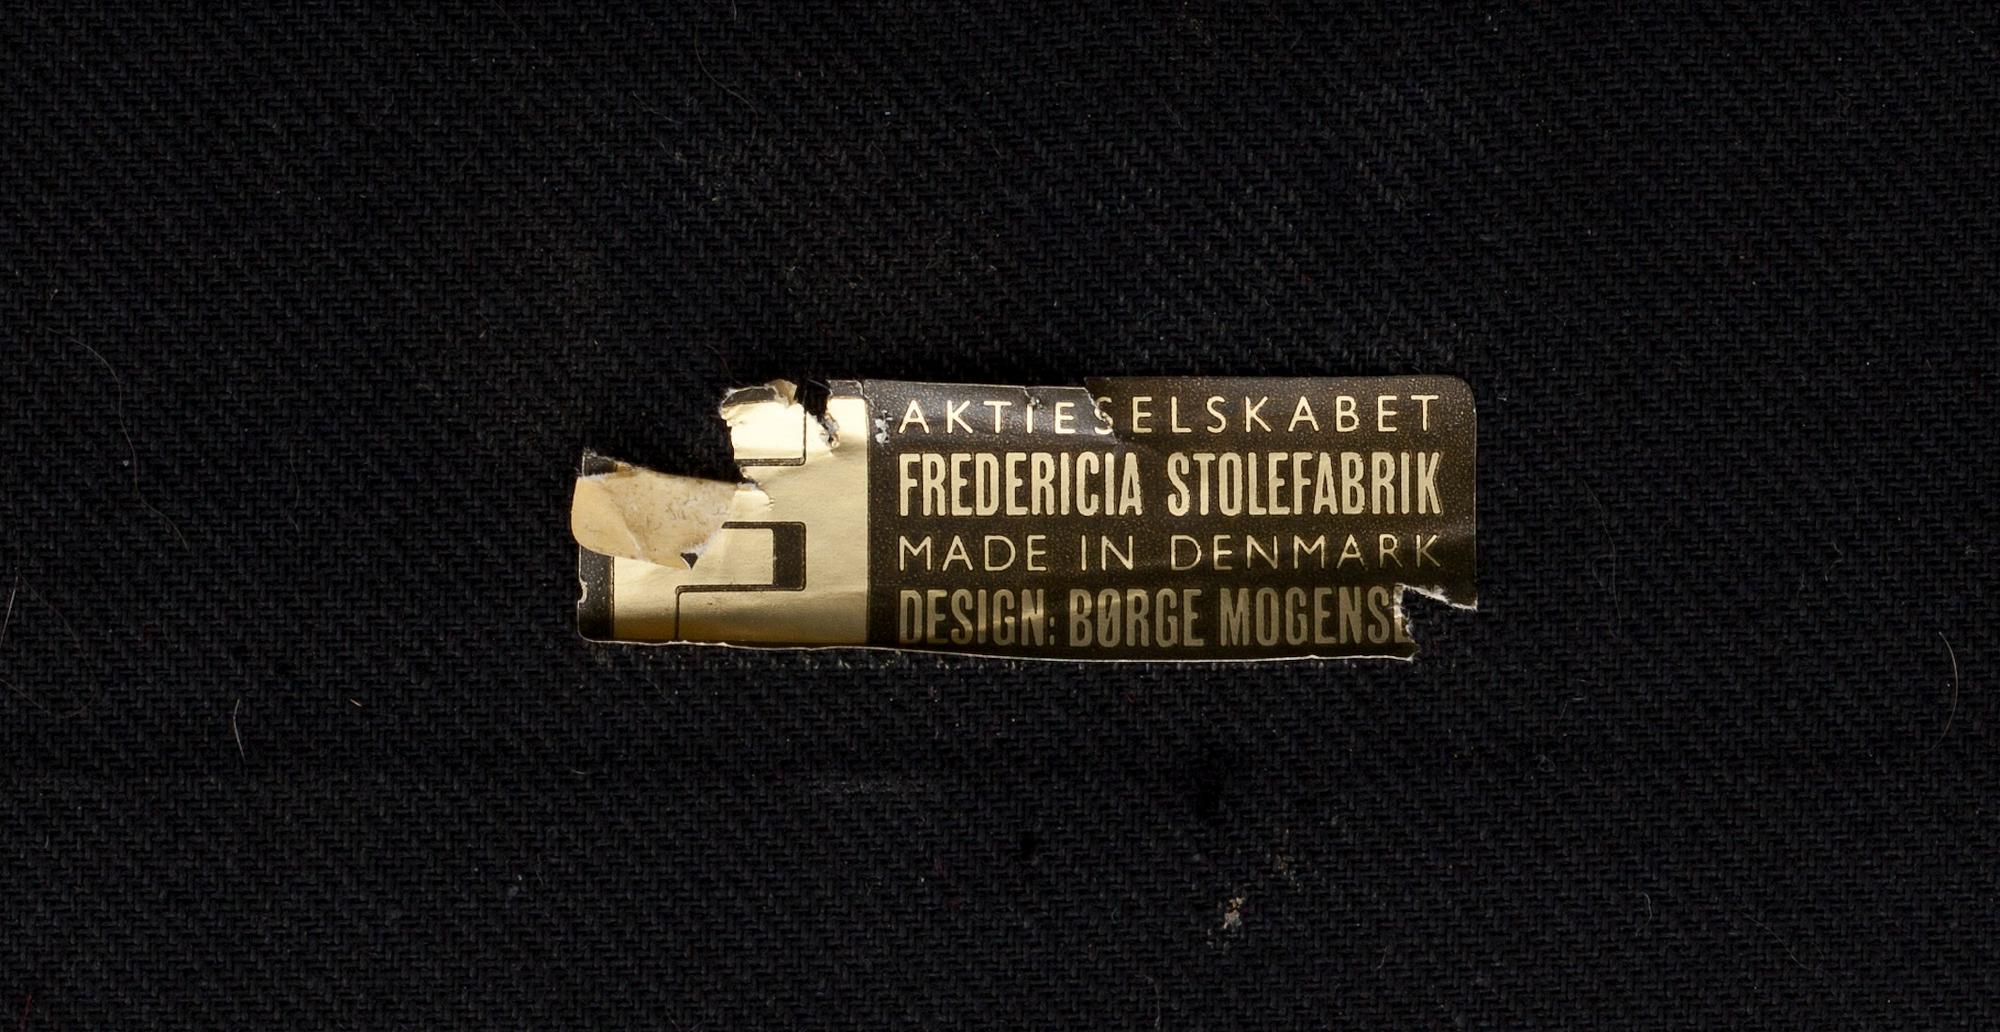 AKTIESELSKABET
FREDERICIA STOLEFABRIK
MADE IN DENMARK
DESIGN: BØRGE MOGENSE